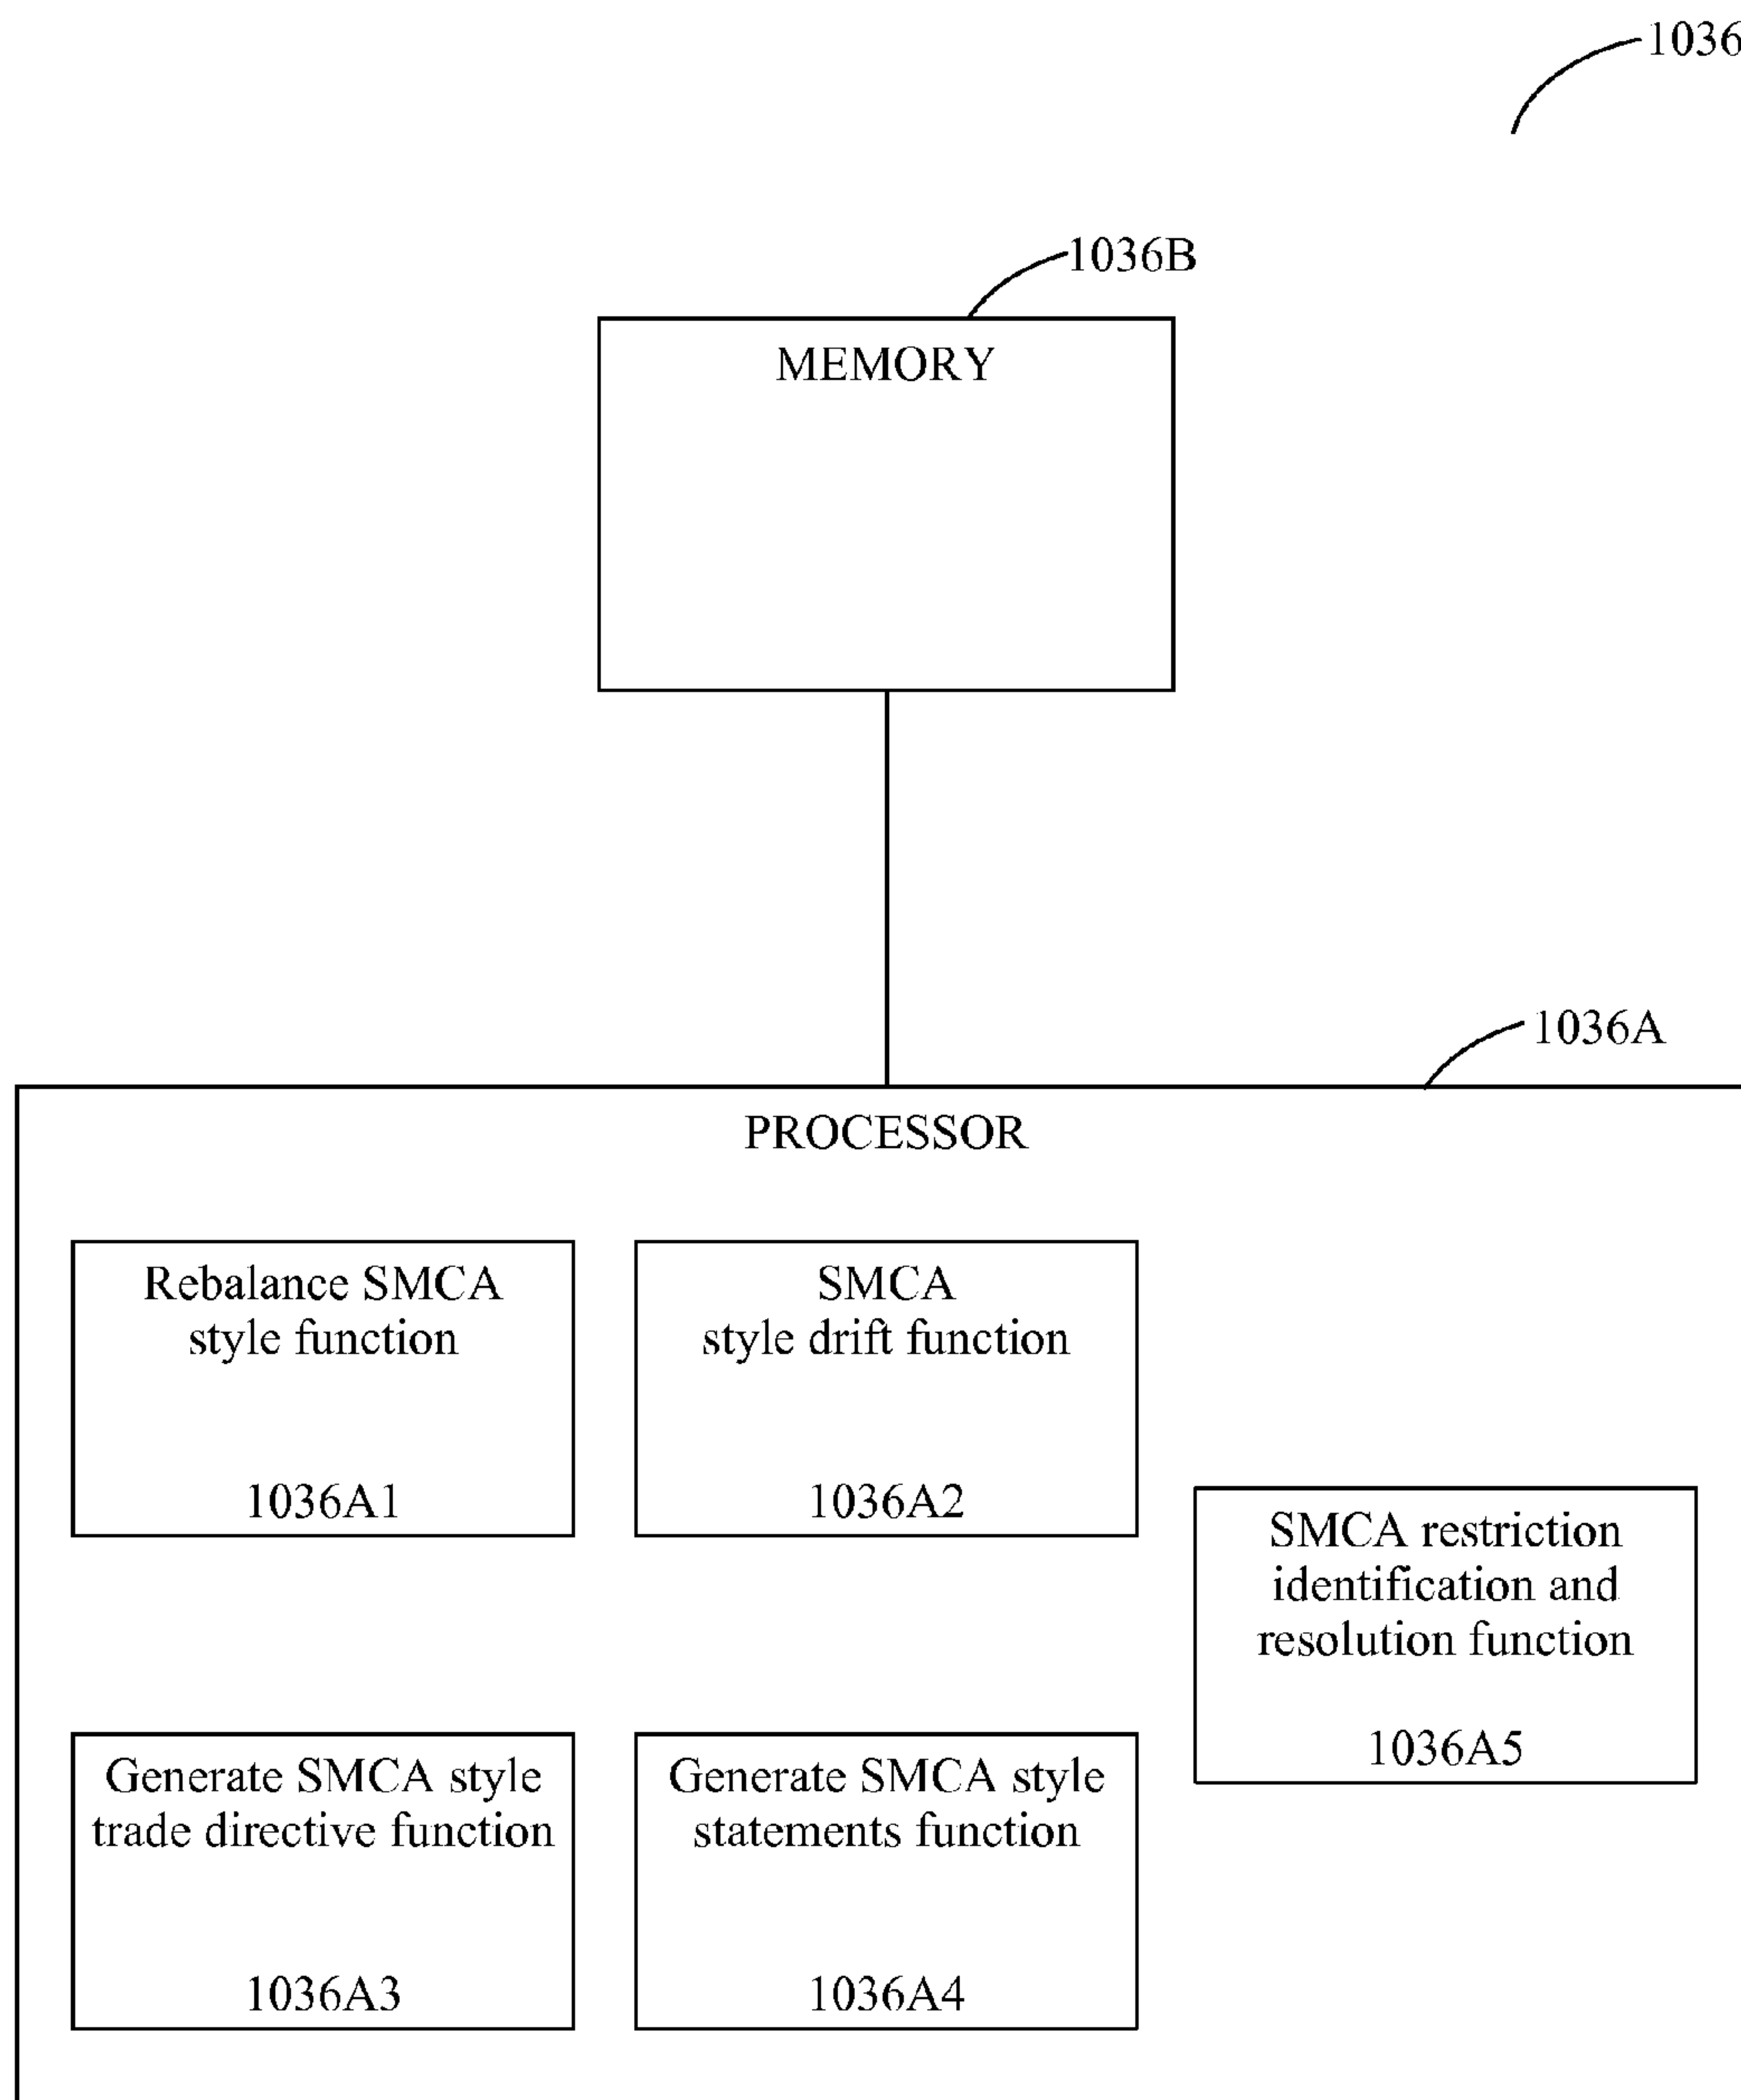 1036
1036B
MEMORY
1036A
PROCESSOR
Rebalance SMCA
style function
1036A1
SMCA
style drift function
1036A2
SMCA restriction
identification and
resolution function
1036A5
Generate SMCA style
trade directive function
1036A3
Generate SMCA style
statements function
1036A4